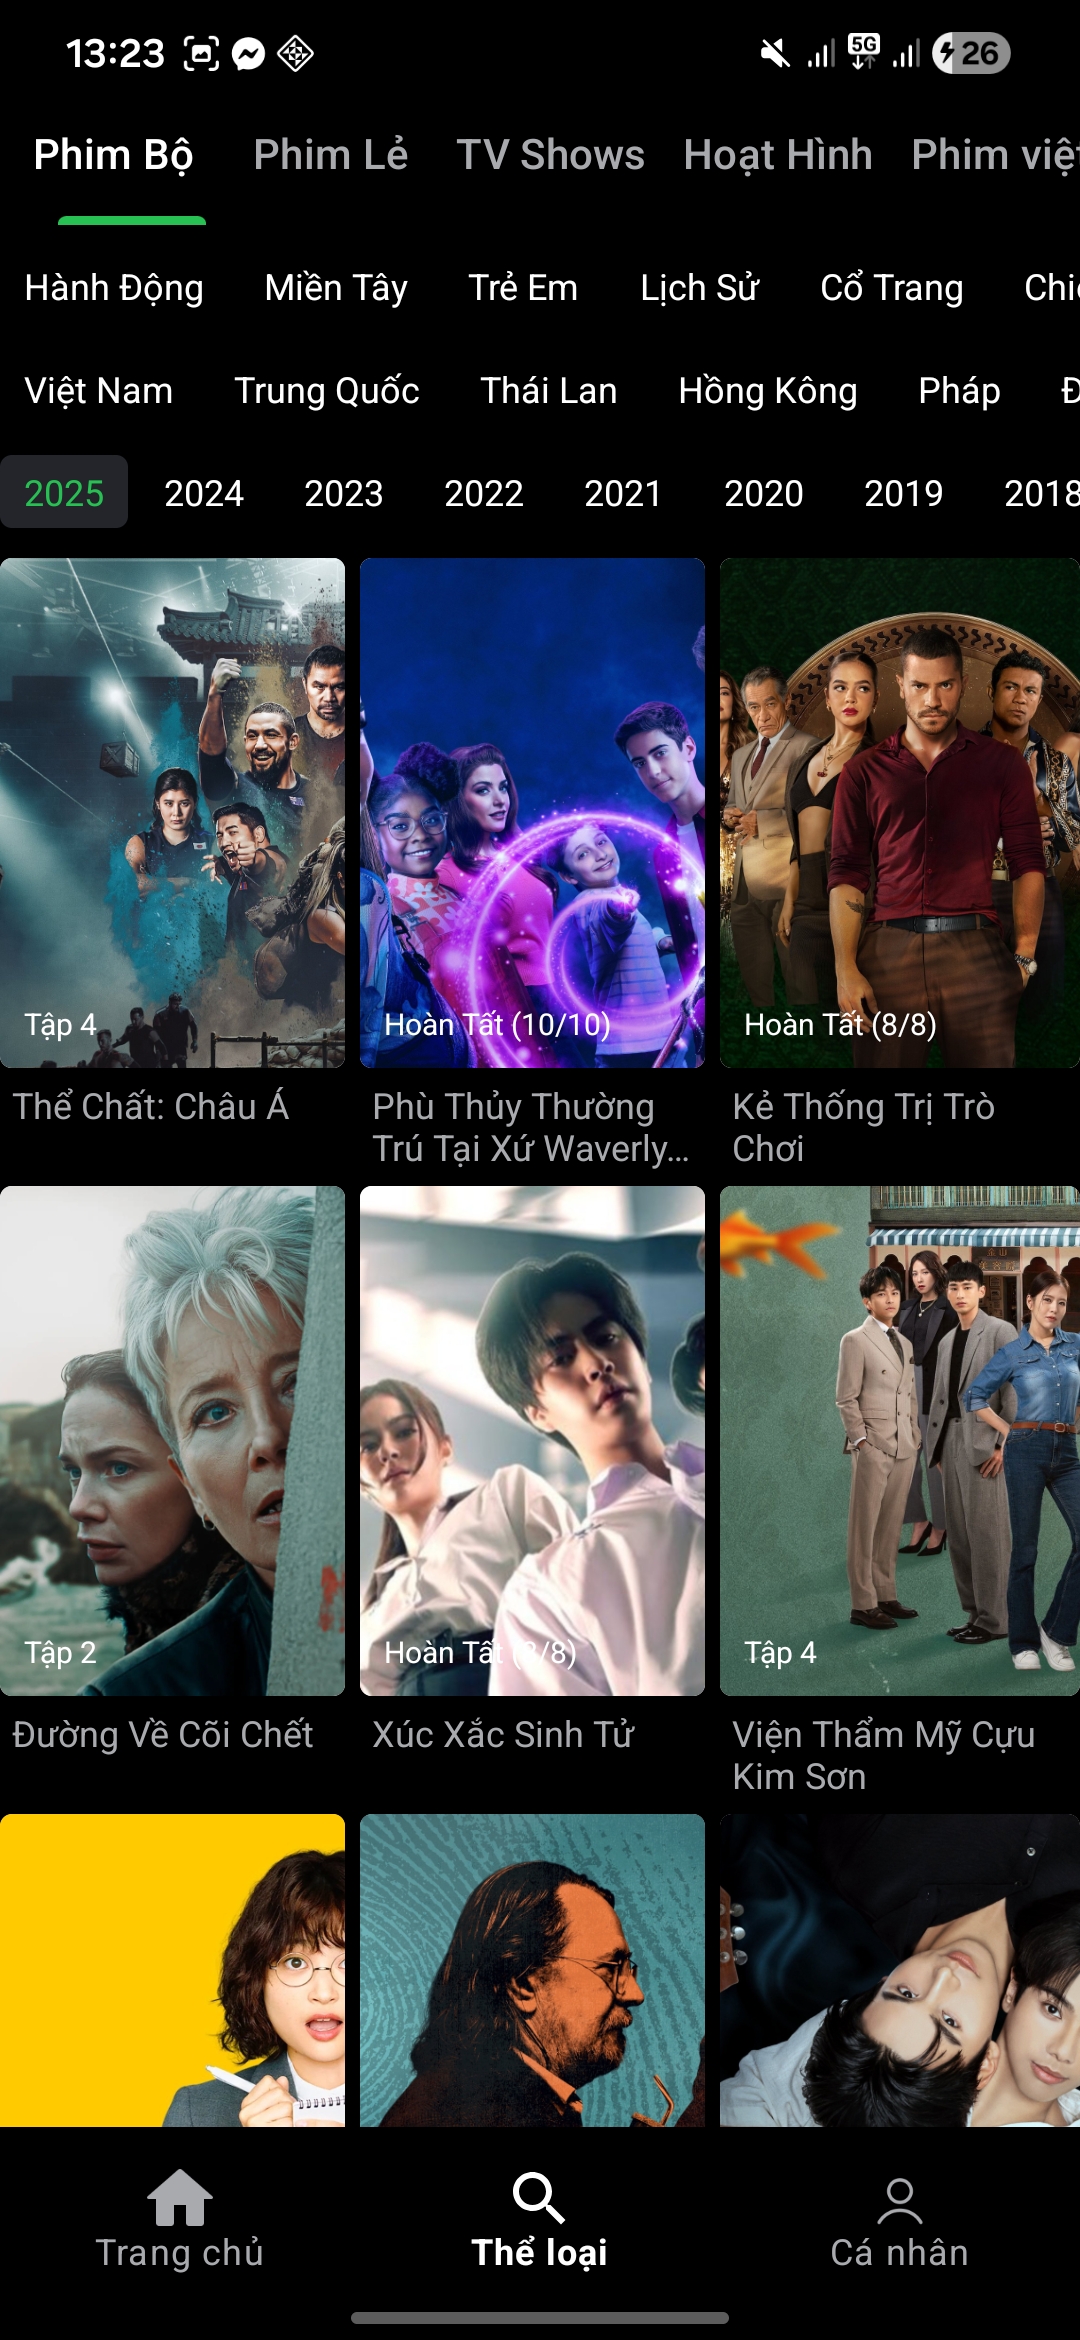 13:23
5G
26
Phim Bộ
Phim Lẻ
TV Shows
Hoạt Hình
Phim việt
Hành Động
Miền Tây
Trẻ Em
Lịch Sử
Cổ Trang
Việt Nam
Trung Quốc
Thái Lan
Hồng Kông
Pháp
2025
2024
2023
2022
2021
2020
2019
2018
Tập 4
Hoàn Tất (10/10)
Hoàn Tất (8/8)
Thể Chất: Châu Á
Phù Thủy Thường
Trú Tại Xứ Waverly...
Kẻ Thống Trị Trò
Chơi
Tập 2
Hoàn Tất (8/8)
Tập 4
Đường Về Cõi Chết
Xúc Xắc Sinh Tử
Viện Thẩm Mỹ Cựu
Kim Sơn
Trang chủ
Thể loại
Cá nhân